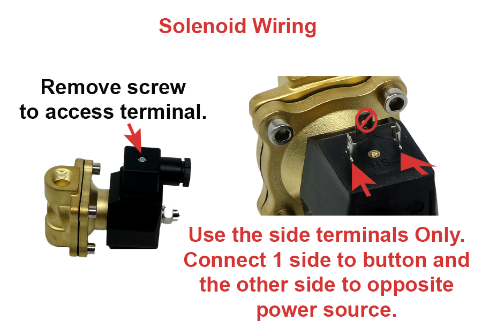 Solenoid Wiring
Remove screw
to access terminal.
Use the side terminals Only.
Connect 1 side to button and
the other side to opposite
power source.